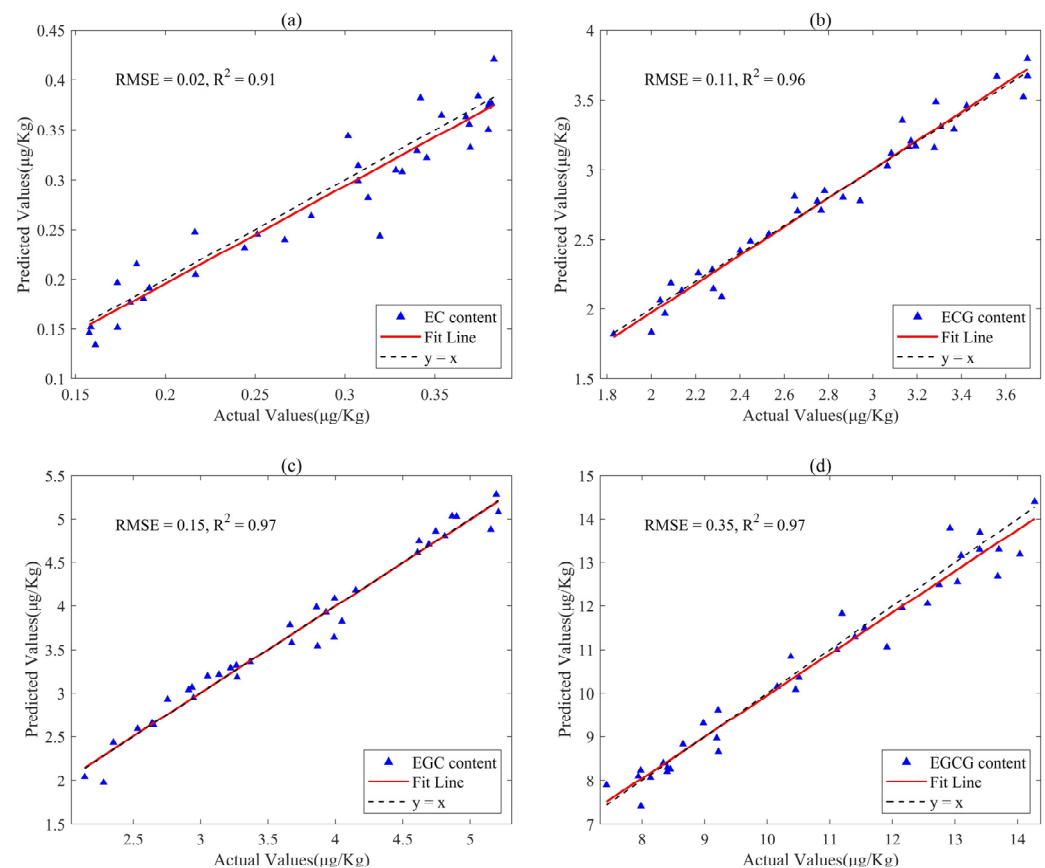 (a)
0.45
0.4
0.35
0.3
0.25
0.2
0.15
0.1
Predicted Values(μg/Kg)
RMSE = 0.02, R² = 0.91
EC content
Fit Line
y = x
0.15 0.2 0.25 0.3 0.35
Actual Values(μg/Kg)
(b)
4
3.5
3
2.5
2
1.5
Predicted Values(μg/Kg)
RMSE = 0.11, R² = 0.96
ECG content
Fit Line
y = x
1.8 2 2.2 2.4 2.6 2.8 3 3.2 3.4 3.6
Actual Values(μg/Kg)
(c)
5.5
5
4.5
4
3.5
3
2.5
2
1.5
Predicted Values(μg/Kg)
RMSE = 0.15, R² = 0.97
EGC content
Fit Line
y = x
2.5 3 3.5 4 4.5 5
Actual Values(μg/Kg)
(d)
15
14
13
12
11
10
9
8
7
Predicted Values(μg/Kg)
RMSE = 0.35, R² = 0.97
EGCG content
Fit Line
y = x
8 9 10 11 12 13 14
Actual Values(μg/Kg)